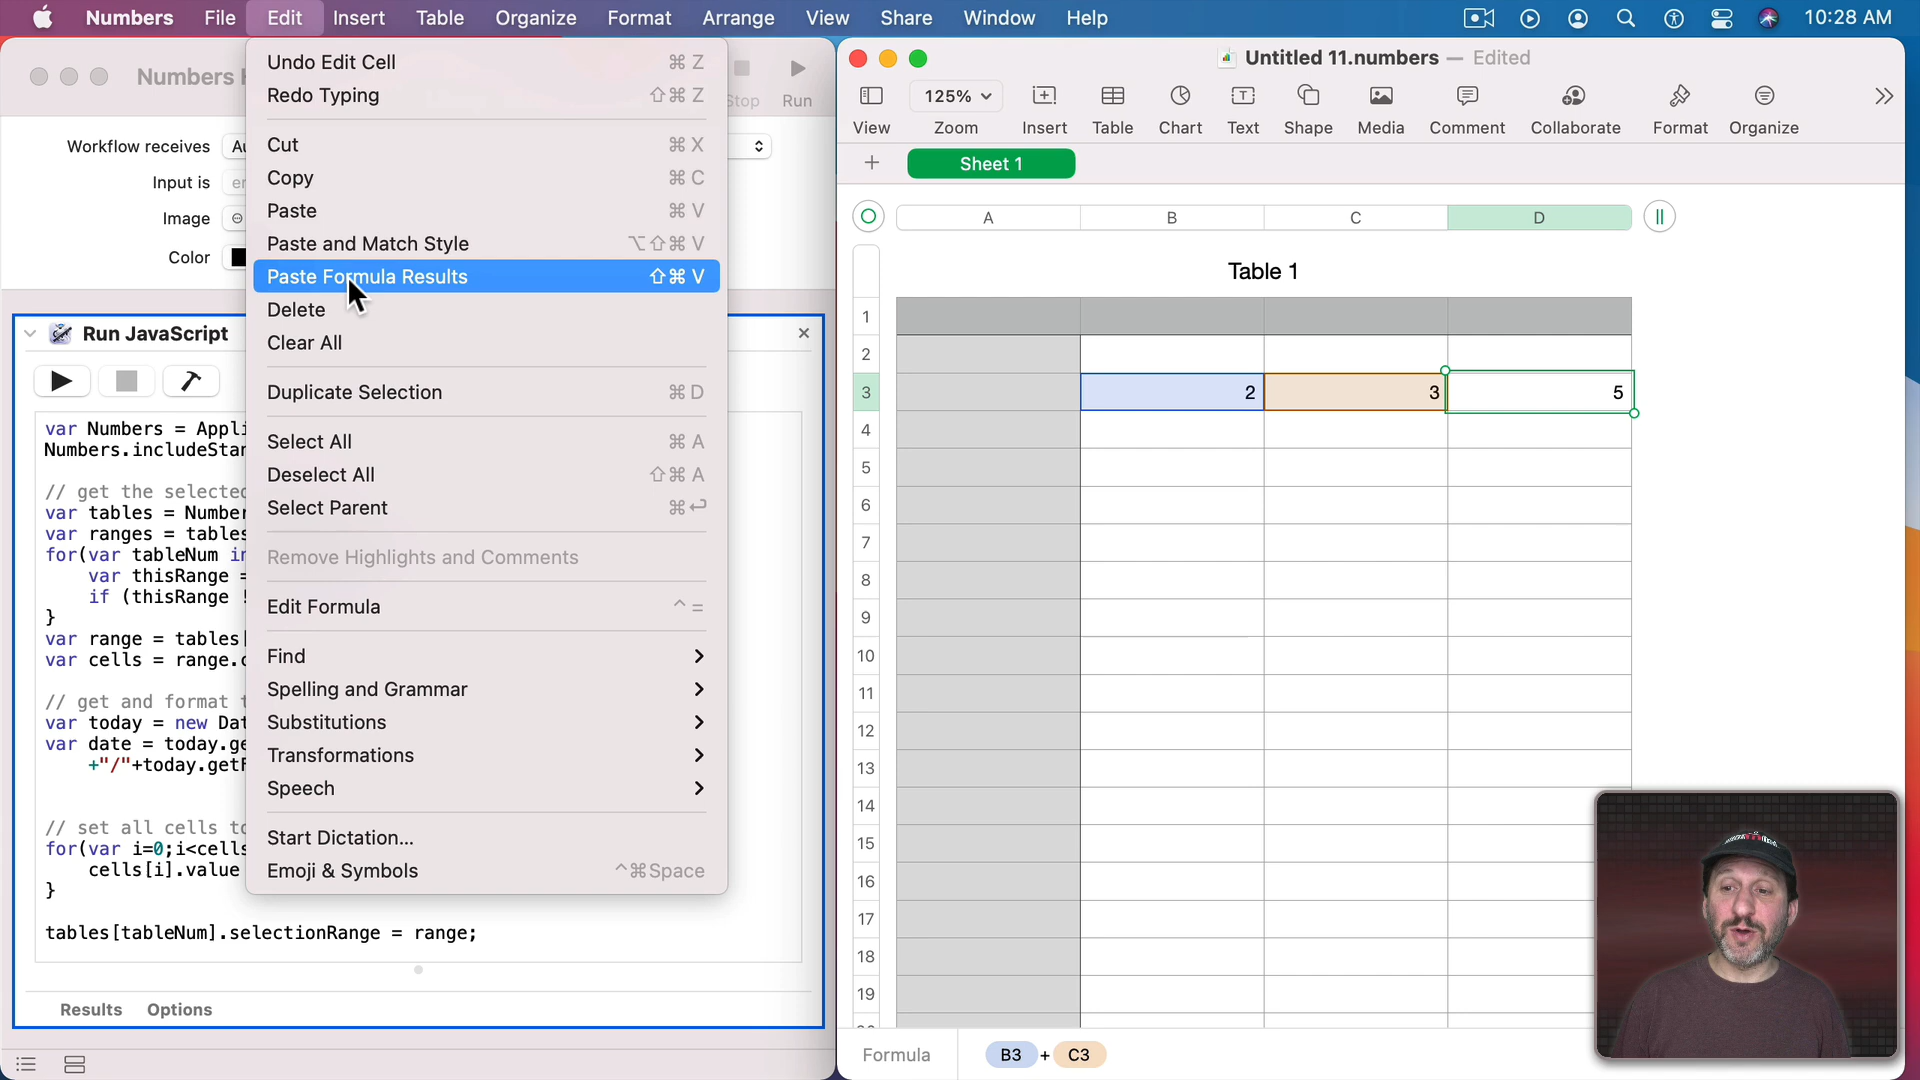 Numbers File Edit Insert Table Organize Format Arrange View Share Window Help 10:28 AM
Numbers
Stop Run
Workflow receives
Input is
Image
Color
Run JavaScript
var Numbers = Appli
Numbers.includeStan
// get the selected
var tables = Number
var ranges = tables
for(var tableNum in
var thisRange =
if (thisRange
}
var range = tables[
var cells = range.c
// get and format t
var today = new Dat
var date = today.ge
+"/"+today.getF
// set all cells to
for(var i=0;i<cells
cells[i].value
}
tables[tableNum].selectionRange = range;
Results Options
Undo Edit Cell ⌘ Z
Redo Typing ⇧⌘ Z
Cut ⌘ X
Copy ⌘ C
Paste ⌘ V
Paste and Match Style ⌥⇧⌘ V
Paste Formula Results ⇧⌘ V
Delete
Clear All
Duplicate Selection ⌘ D
Select All ⌘ A
Deselect All ⇧⌘ A
Select Parent ⌘↩
Remove Highlights and Comments
Edit Formula ^ =
Find
Spelling and Grammar
Substitutions
Transformations
Speech
Start Dictation...
Emoji & Symbols ^⌘Space
Untitled 11.numbers — Edited
125%
View Zoom Insert Table Chart Text Shape Media Comment Collaborate Format Organize
Sheet 1
A B C D
Table 1
1
2
3 2 3 5
4
5
6
7
8
9
10
11
12
13
14
15
16
17
18
19
Formula B3 + C3